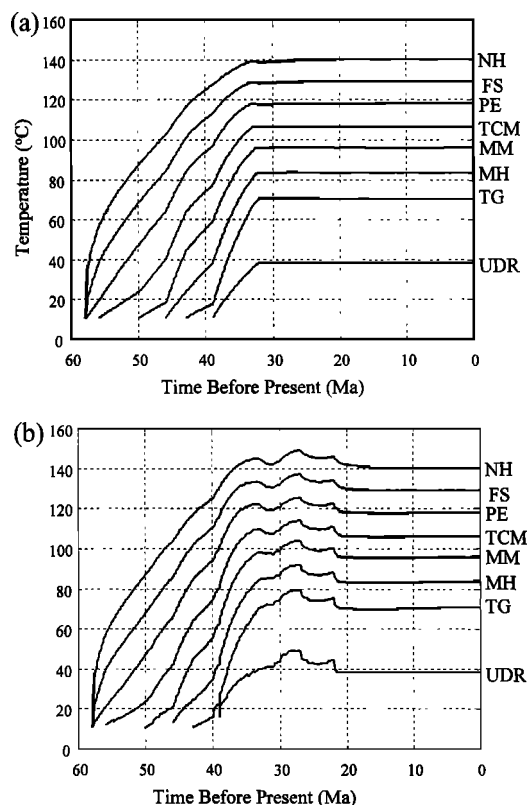 (a)
160
140
120
100
80
60
40
20
0
Temperature (°C)
NH
FS
PE
TCM
MM
MH
TG
UDR
60 50 40 30 20 10 0
Time Before Present (Ma)
(b)
160
140
120
100
80
60
40
20
0
NH
FS
PE
TCM
MM
MH
TG
UDR
60 50 40 30 20 10 0
Time Before Present (Ma)